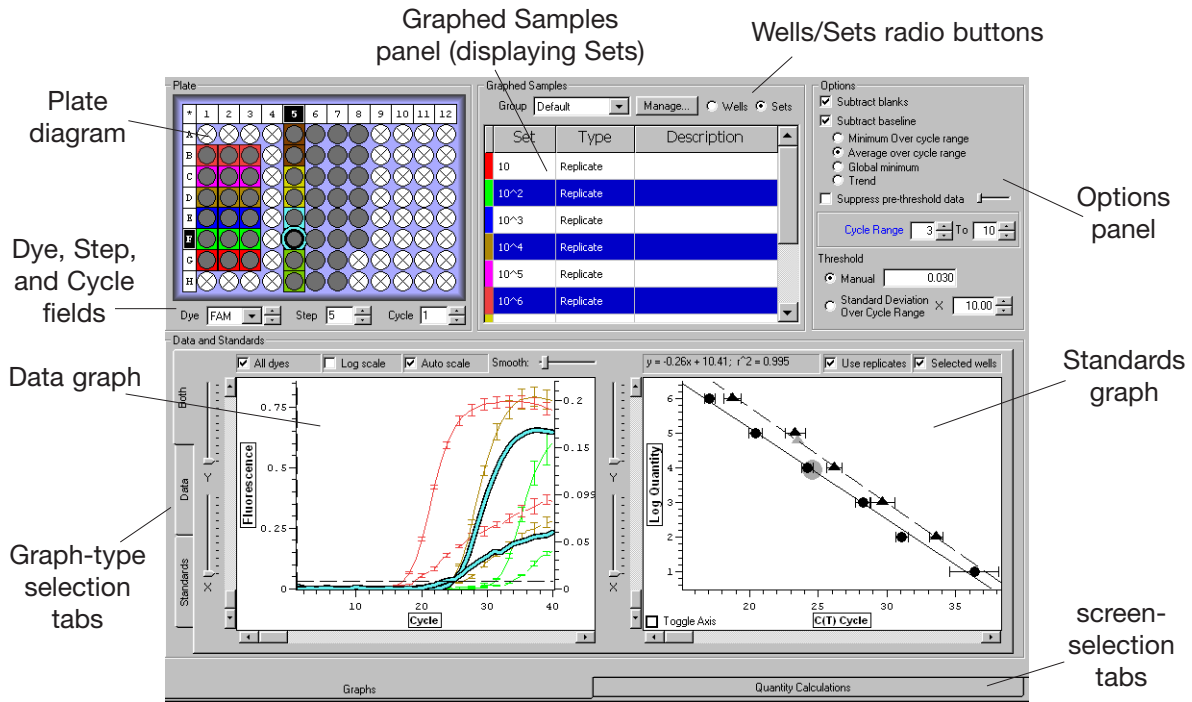 Graphed Samples
panel (displaying Sets)
Wells/Sets radio buttons
Plate
diagram
Dye, Step,
and Cycle
fields
Data graph
Graph-type
selection
tabs
Options
panel
Standards
graph
screen-
selection
tabs
Plate
* 1 2 3 4 5 6 7 8 9 10 11 12
A
B
C
D
E
F
G
H
Dye FAM Step 5 Cycle 1
Graphed Samples
Group Default Manage... Wells Sets
Set Type Description
10 Replicate
10^2 Replicate
10^3 Replicate
10^4 Replicate
10^5 Replicate
10^6 Replicate
Options
Subtract blanks
Subtract baseline
Minimum Over cycle range
Average over cycle range
Global minimum
Trend
Suppress pre-threshold data
Cycle Range 3 To 10
Threshold
Manual 0.030
Standard Deviation
Over Cycle Range X 10.00
Data and Standards
Both
Data
Standards
All dyes Log scale Auto scale Smooth:
Y
X
Fluorescence
0.75
0.5
0.25
0
0.2
0.15
0.099
0.05
0
10 20 30 40
Cycle
y = -0.26x + 10.41; r^2 = 0.995 Use replicates Selected wells
Y
X
Log Quantity
6
5
4
3
2
1
20 25 30 35
Toggle Axis C(T) Cycle
Graphs
Quantity Calculations